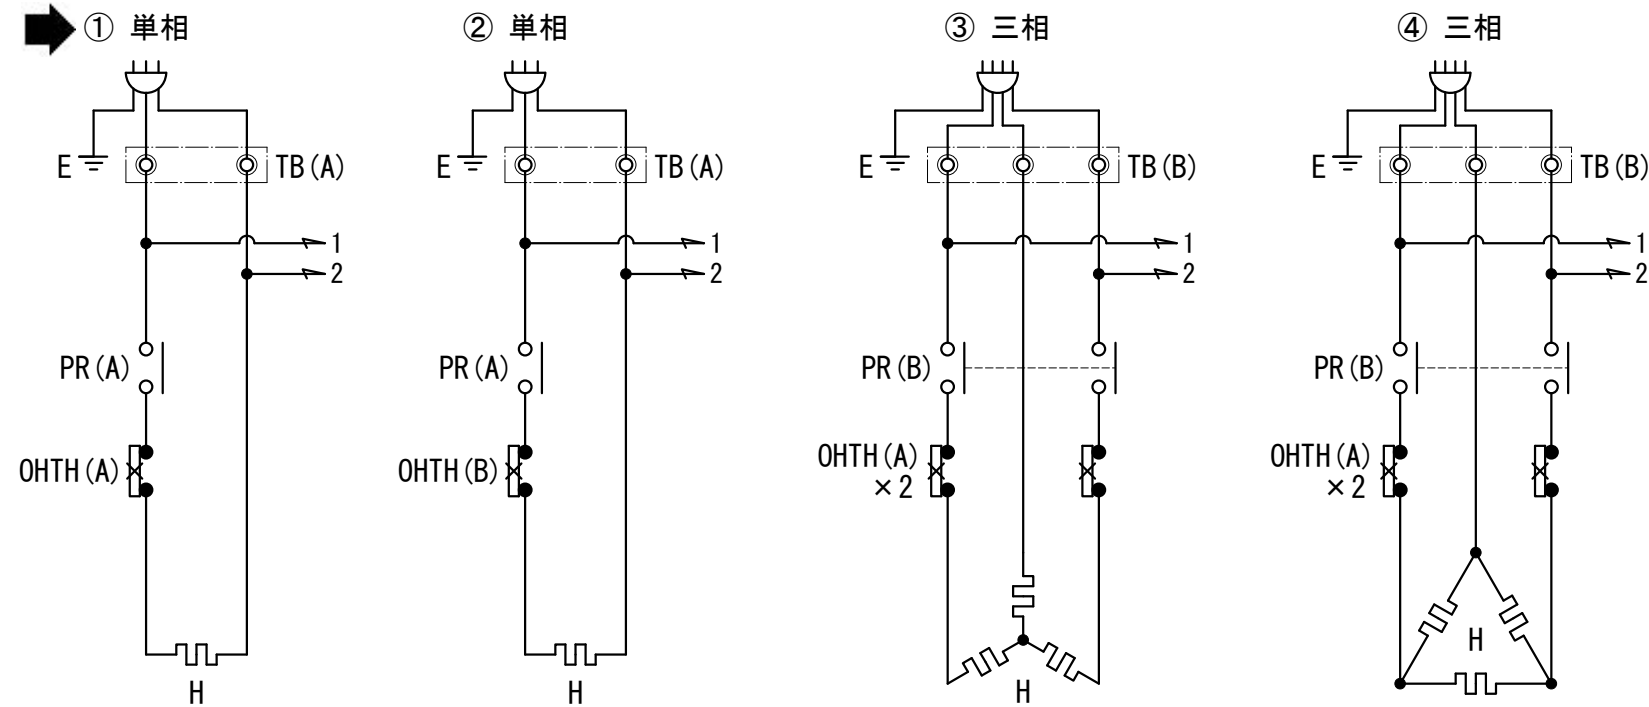 ① 単相
E
TB(A)
1
2
PR(A)
OHTH(A)
H
② 単相
E
TB(A)
1
2
PR(A)
OHTH(B)
H
③ 三相
E
TB(B)
1
2
PR(B)
OHTH(A)
×2
H
④ 三相
E
TB(B)
1
2
PR(B)
OHTH(A)
×2
H